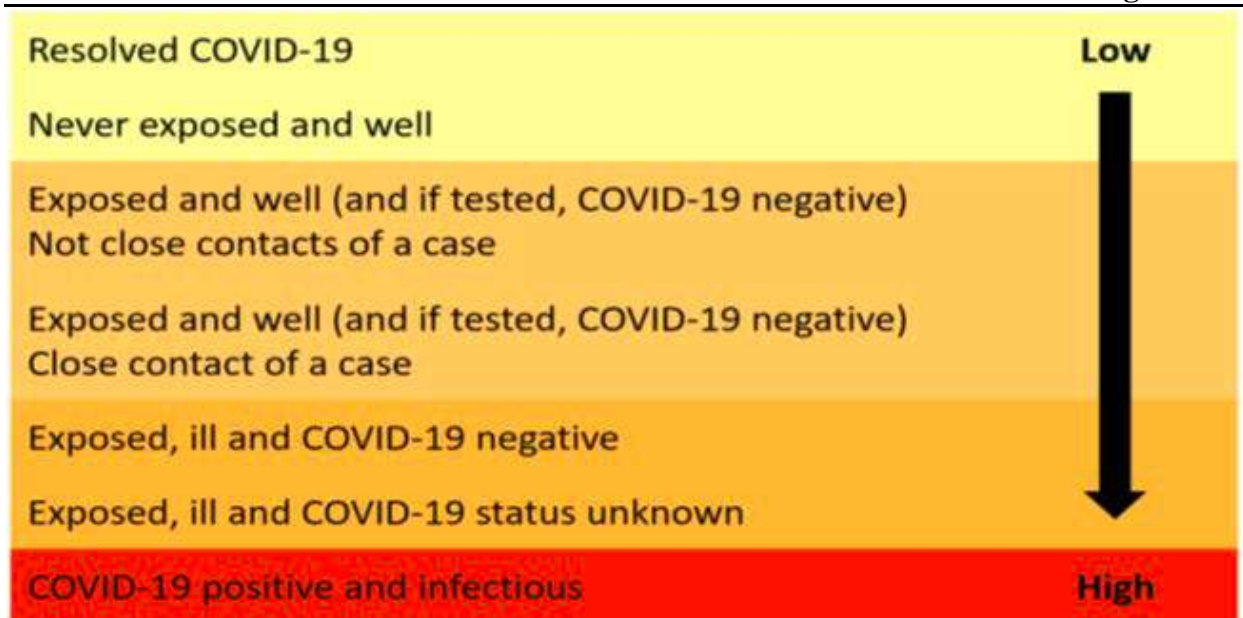 Resolved COVID-19 Low
Never exposed and well
Exposed and well (and if tested, COVID-19 negative)
Not close contacts of a case
Exposed and well (and if tested, COVID-19 negative)
Close contact of a case
Exposed, ill and COVID-19 negative
Exposed, ill and COVID-19 status unknown
COVID-19 positive and infectious High